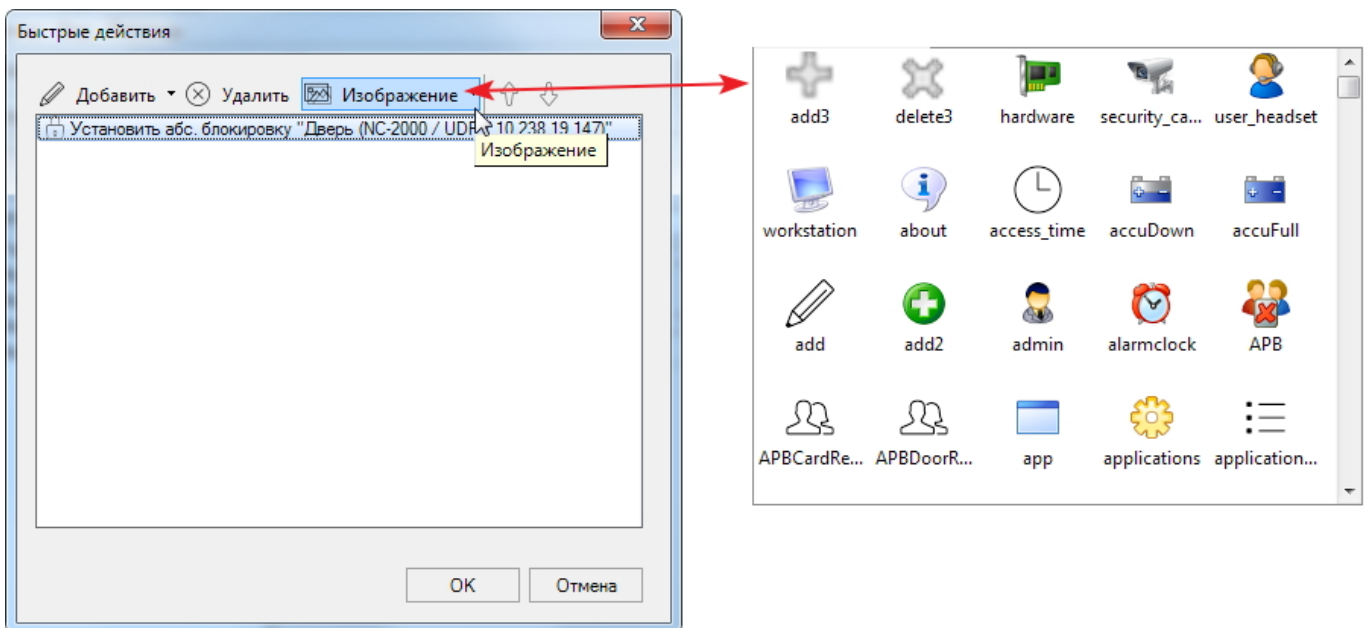 Быстрые действия
Добавить Удалить Изображение
Установить абс. блокировку "Дверь (NC-2000 / UDP 10.238.19.147)"
Изображение
OK Отмена
add3 delete3 hardware security_ca... user_headset
workstation about access_time accuDown accuFull
add add2 admin alarmclock APB
APBCardRe... APBDoorR... app applications application...